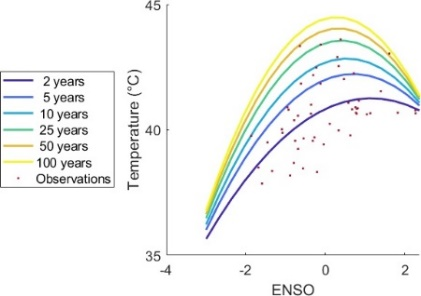 2 years
5 years
10 years
25 years
50 years
100 years
Observations
Temperature (°C)
45
40
35
-4 -2 0 2
ENSO